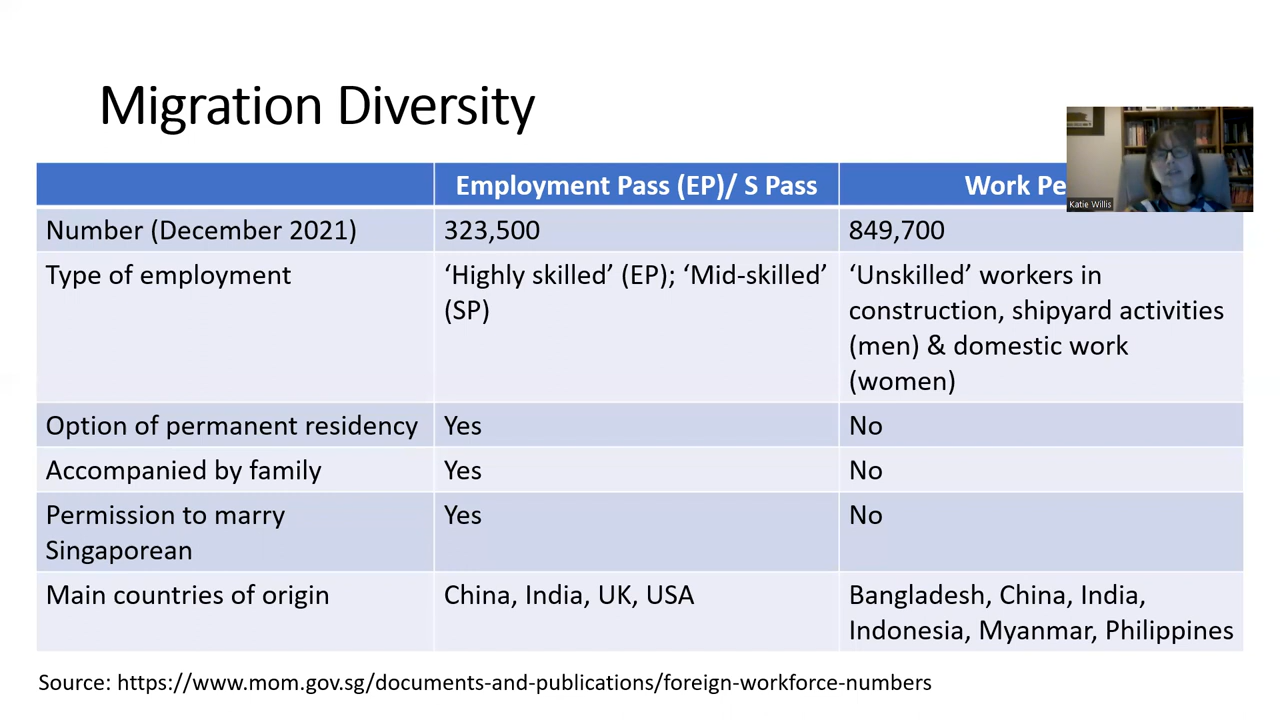 Migration Diversity
Employment Pass (EP)/ S Pass
Work
Katie Willis
Number (December 2021)
323,500
849,700
Type of employment
‘Highly skilled’ (EP); ‘Mid-skilled’
(SP)
‘Unskilled’ workers in
construction, shipyard activities
(men) & domestic work
(women)
Option of permanent residency
Yes
No
Accompanied by family
Yes
No
Permission to marry
Singaporean
Yes
No
Main countries of origin
China, India, UK, USA
Bangladesh, China, India,
Indonesia, Myanmar, Philippines
Source: https://www.mom.gov.sg/documents-and-publications/foreign-workforce-numbers